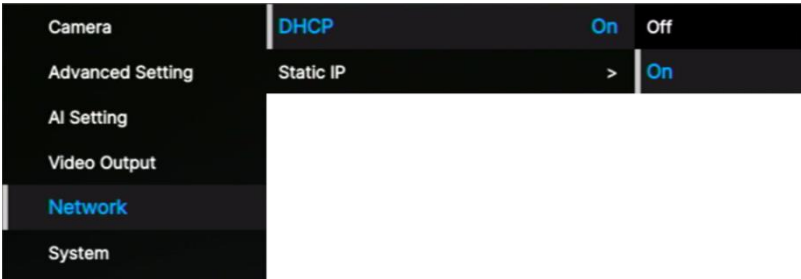 Camera
Advanced Setting
AI Setting
Video Output
Network
System
DHCP On
Static IP >
Off
On